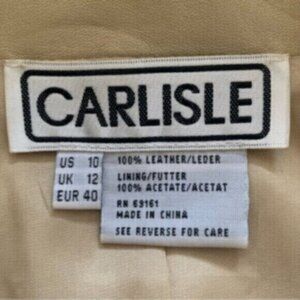 CARLISLE
US 10
UK 12
EUR 40
100% LEATHER/LEDER
LINING/FUTTER
100% ACETATE/ACETAT
RN 69161
MADE IN CHINA
SEE REVERSE FOR CARE